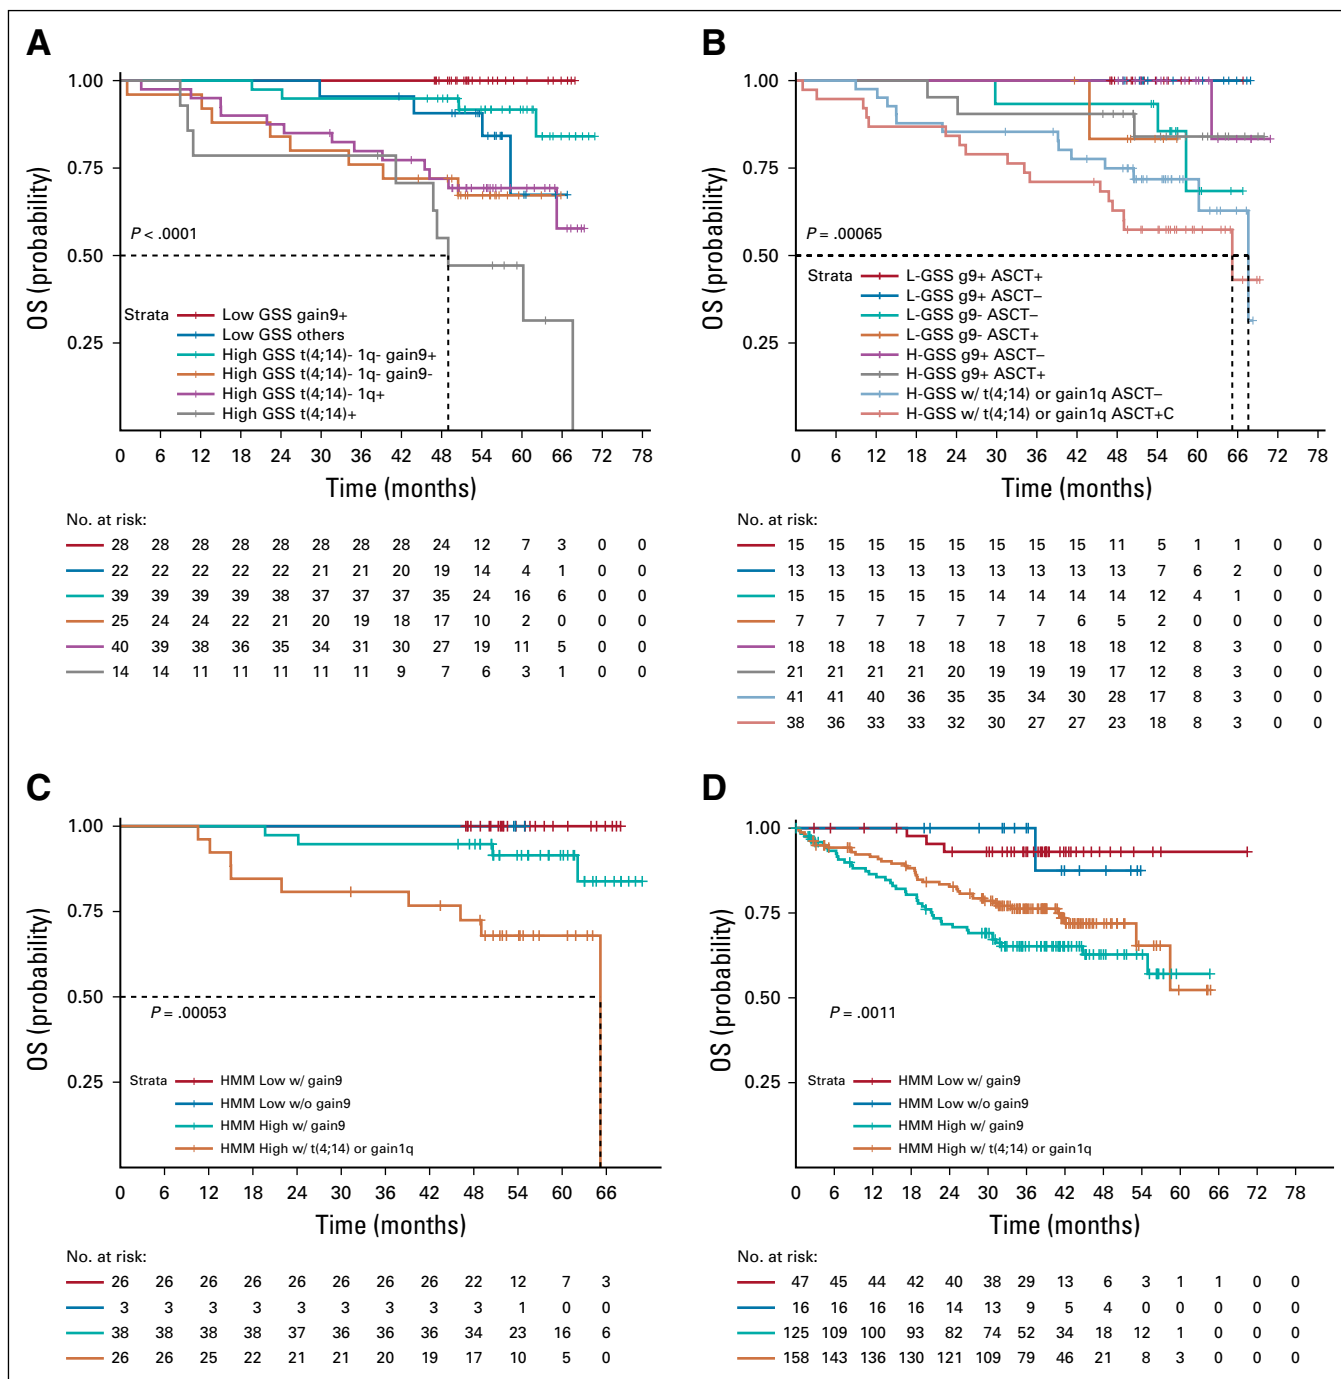 A
1.00
0.75
0.50
0.25
OS (probability)
P < .0001
Strata
Low GSS gain9+
Low GSS others
High GSS t(4;14)- 1q- gain9+
High GSS t(4;14)- 1q- gain9-
High GSS t(4;14)- 1q+
High GSS t(4;14)+
0 6 12 18 24 30 36 42 48 54 60 66 72 78
Time (months)
No. at risk:
28 28 28 28 28 28 28 28 24 12 7 3 0 0
22 22 22 22 22 21 21 20 19 14 4 1 0 0
39 39 39 39 38 37 37 37 35 24 16 6 0 0
25 24 24 22 21 20 19 18 17 10 2 0 0 0
40 39 38 36 35 34 31 30 27 19 11 5 0 0
14 14 11 11 11 11 11 9 7 6 3 1 0 0
B
1.00
0.75
0.50
0.25
OS (probability)
P = .00065
Strata
L-GSS g9+ ASCT+
L-GSS g9+ ASCT–
L-GSS g9- ASCT–
L-GSS g9- ASCT+
H-GSS g9+ ASCT–
H-GSS g9+ ASCT+
H-GSS w/ t(4;14) or gain1q ASCT–
H-GSS w/ t(4;14) or gain1q ASCT+C
0 6 12 18 24 30 36 42 48 54 60 66 72 78
Time (months)
No. at risk:
15 15 15 15 15 15 15 15 11 5 1 1 0 0
13 13 13 13 13 13 13 13 13 7 6 2 0 0
15 15 15 15 15 14 14 14 14 12 4 1 0 0
7 7 7 7 7 7 7 6 5 2 0 0 0 0
18 18 18 18 18 18 18 18 18 12 8 3 0 0
21 21 21 21 20 19 19 19 17 12 8 3 0 0
41 41 40 36 35 35 34 30 28 17 8 3 0 0
38 36 33 33 32 30 27 27 23 18 8 3 0 0
C
1.00
0.75
0.50
0.25
OS (probability)
P = .00053
Strata
HMM Low w/ gain9
HMM Low w/o gain9
HMM High w/ gain9
HMM High w/ t(4;14) or gain1q
0 6 12 18 24 30 36 42 48 54 60 66
Time (months)
No. at risk:
26 26 26 26 26 26 26 26 22 12 7 3
3 3 3 3 3 3 3 3 3 1 0 0
38 38 38 38 37 36 36 36 34 23 16 6
26 26 25 22 21 21 20 19 17 10 5 0
D
1.00
0.75
0.50
0.25
OS (probability)
P = .0011
Strata
HMM Low w/ gain9
HMM Low w/o gain9
HMM High w/ gain9
HMM High w/ t(4;14) or gain1q
0 6 12 18 24 30 36 42 48 54 60 66 72 78
Time (months)
No. at risk:
47 45 44 42 40 38 29 13 6 3 1 1 0 0
16 16 16 16 14 13 9 5 4 0 0 0 0 0
125 109 100 93 82 74 52 34 18 12 1 0 0 0
158 143 136 130 121 109 79 46 21 8 3 0 0 0